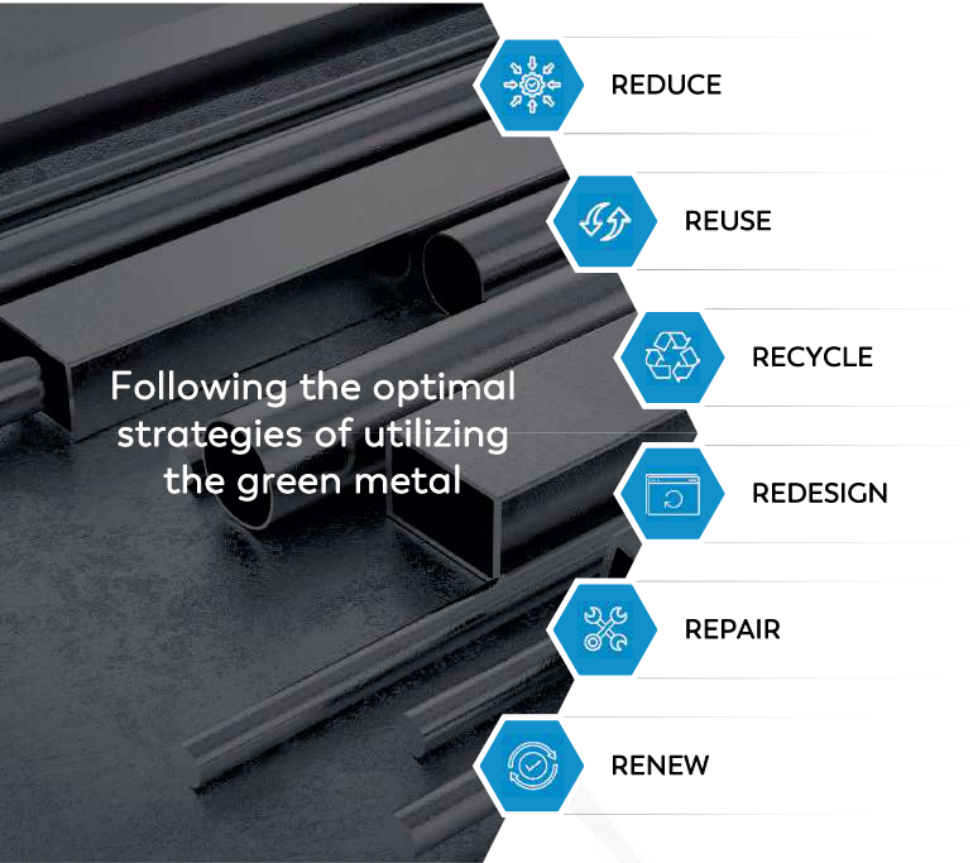 Following the optimal
strategies of utilizing
the green metal
REDUCE
REUSE
RECYCLE
REDESIGN
REPAIR
RENEW